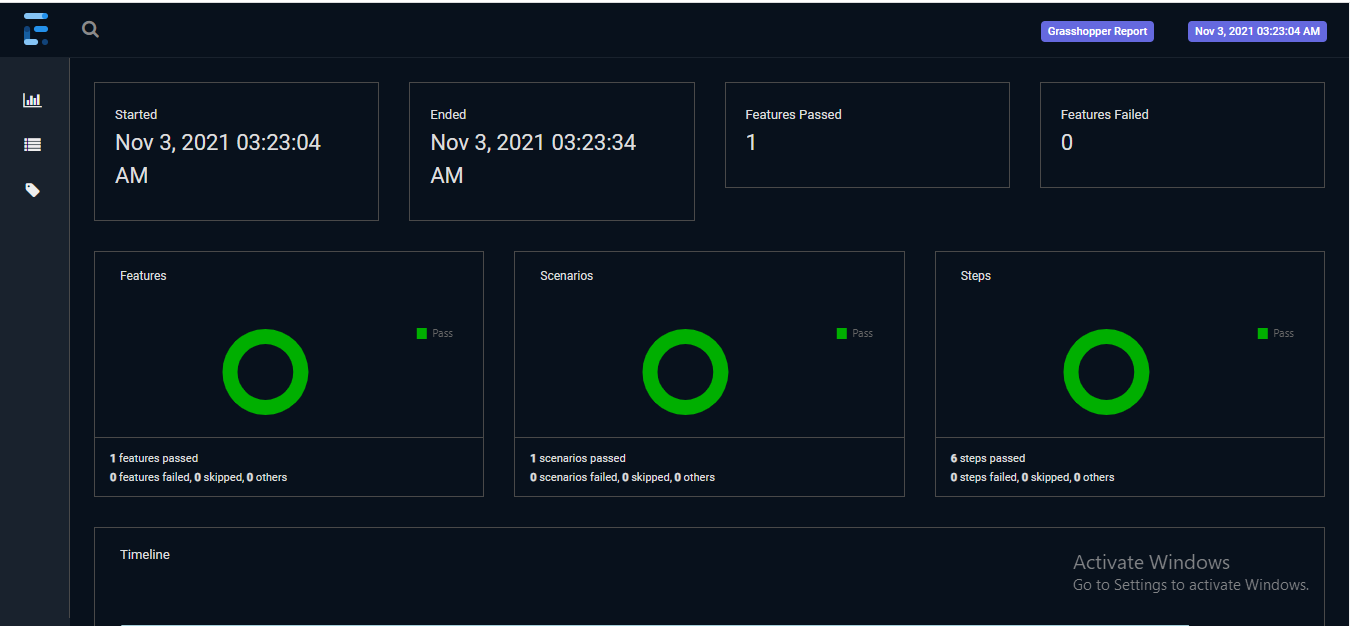 Grasshopper Report
Nov 3, 2021 03:23:04 AM
Started
Nov 3, 2021 03:23:04
AM
Ended
Nov 3, 2021 03:23:34
AM
Features Passed
1
Features Failed
0
Features
Pass
1 features passed
0 features failed, 0 skipped, 0 others
Scenarios
Pass
1 scenarios passed
0 scenarios failed, 0 skipped, 0 others
Steps
Pass
6 steps passed
0 steps failed, 0 skipped, 0 others
Timeline
Activate Windows
Go to Settings to activate Windows.